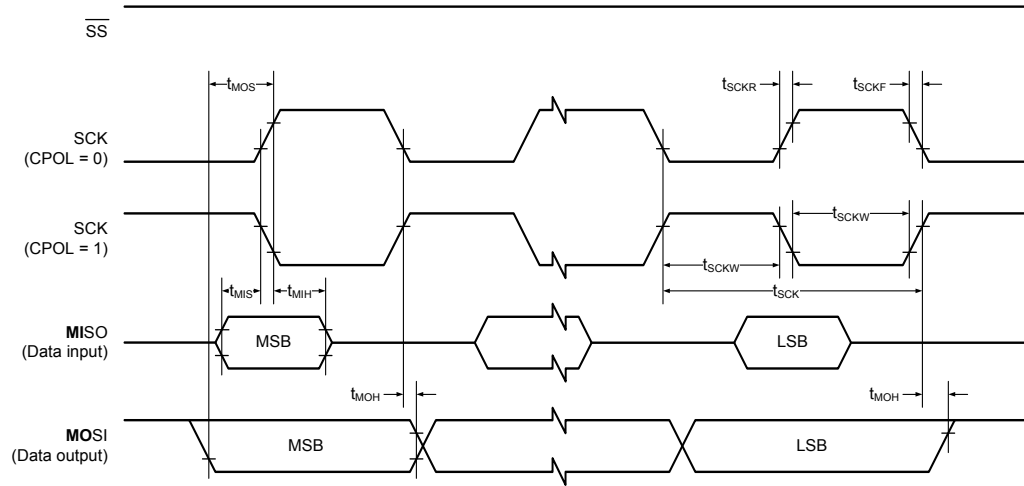 SS
tMOS
tSCKR
tSCKF
SCK
(CPOL = 0)
SCK
(CPOL = 1)
tSCKW
tSCKW
tMIS
tMIH
tSCK
MISO
(Data input)
MSB
LSB
tMOH
tMOH
MOSI
(Data output)
MSB
LSB